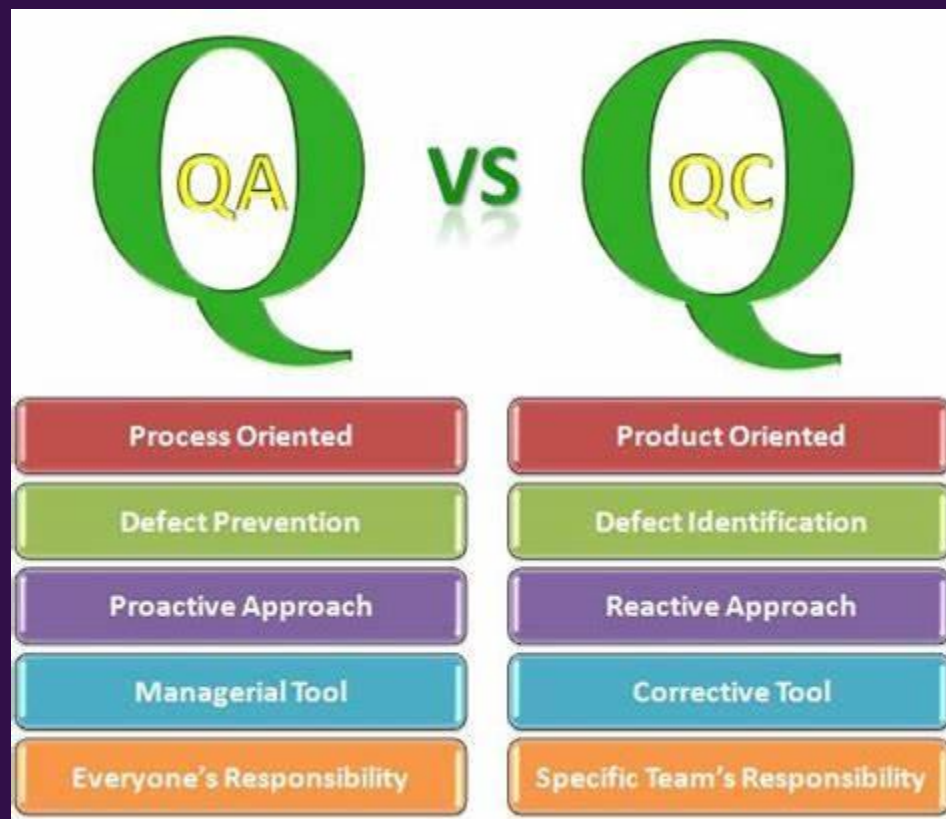 QA VS QC
Process Oriented
Product Oriented
Defect Prevention
Defect Identification
Proactive Approach
Reactive Approach
Managerial Tool
Corrective Tool
Everyone's Responsibility
Specific Team's Responsibility